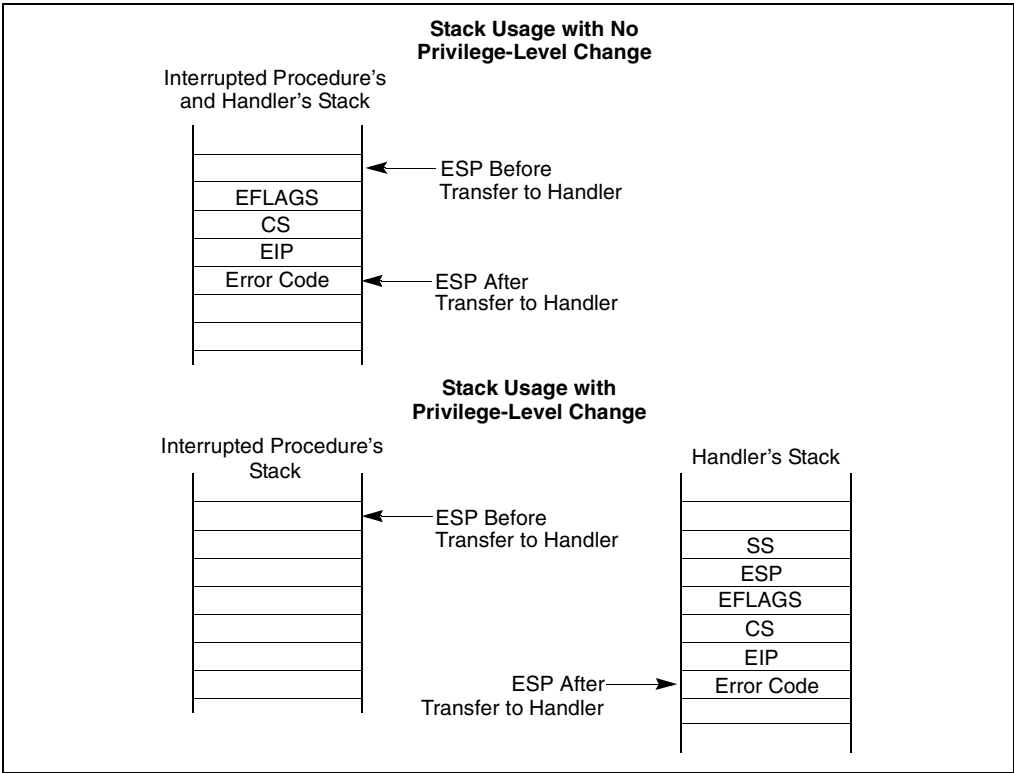 Stack Usage with No
Privilege-Level Change
Interrupted Procedure's
and Handler's Stack
ESP Before
Transfer to Handler
EFLAGS
CS
EIP
Error Code
ESP After
Transfer to Handler
Stack Usage with
Privilege-Level Change
Interrupted Procedure's
Stack
Handler's Stack
ESP Before
Transfer to Handler
SS
ESP
EFLAGS
CS
EIP
ESP After
Transfer to Handler
Error Code